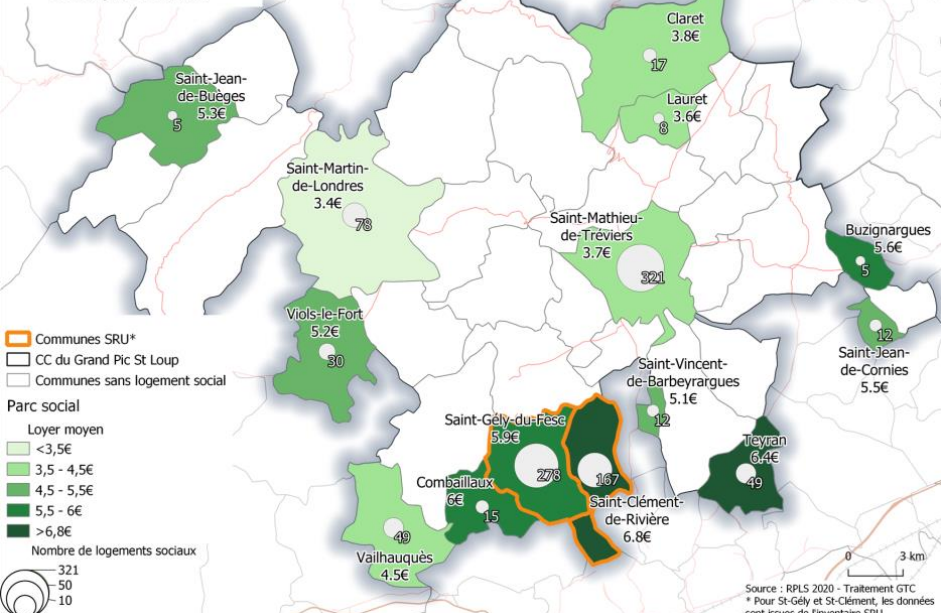 Claret
3.8€
17
Lauret
3.6€
8
Saint-Jean-
de-Buèges
5.3€
5
Saint-Martin-
de-Londres
3.4€
78
Saint-Mathieu-
de-Tréviers
3.7€
321
Buzignargues
5.6€
5
12
Saint-Jean-
de-Cornies
5.5€
Viols-le-Fort
5.2€
30
Saint-Vincent-
de-Barbeyrargues
5.1€
12
Saint-Gély-du-Fesc
5.9€
278
167
Saint-Clément-
de-Rivière
6.8€
Teyran
6.4€
49
Combaillaux
6€
15
49
Vailhauquès
4.5€
Communes SRU*
CC du Grand Pic St Loup
Communes sans logement social
Parc social
Loyer moyen
<3,5€
3,5 - 4,5€
4,5 - 5,5€
5,5 - 6€
>6,8€
Nombre de logements sociaux
321
50
10
0 3 km
Source : RPLS 2020 - Traitement GTC
* Pour St-Gély et St-Clément, les données
sont issues de l'inventaire SRU